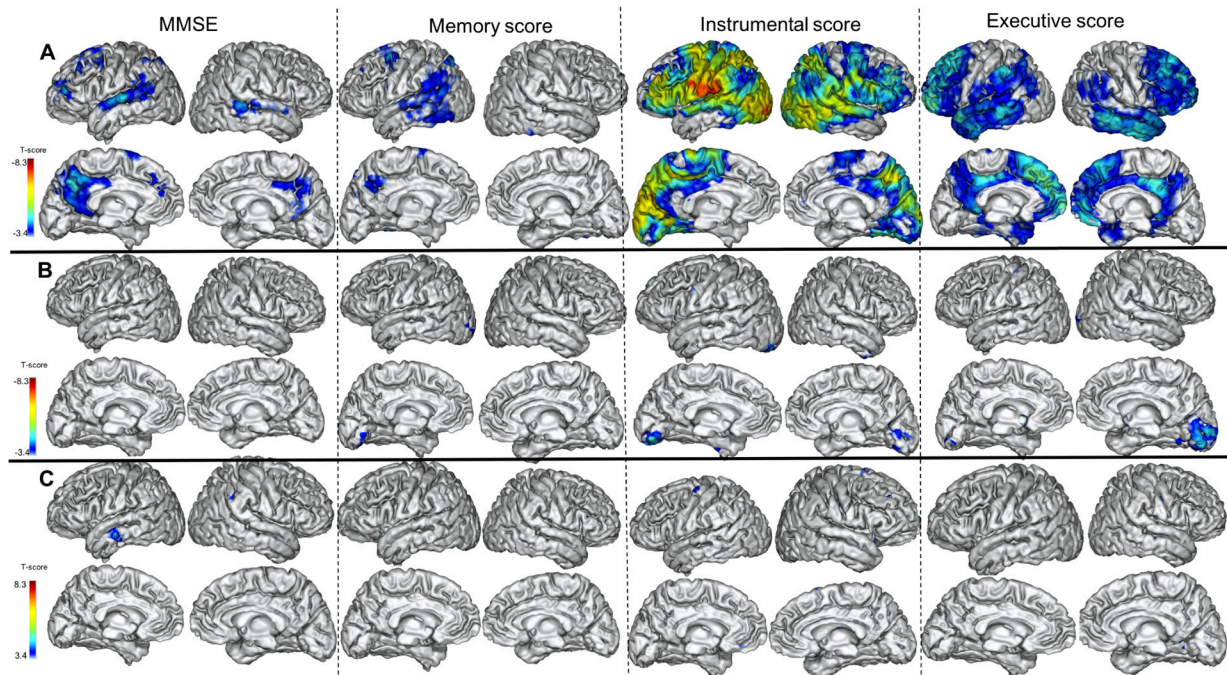 MMSE
Memory score
Instrumental score
Executive score
A
T-score
-8.3
-3.4
B
T-score
-8.3
-3.4
C
T-score
8.3
3.4